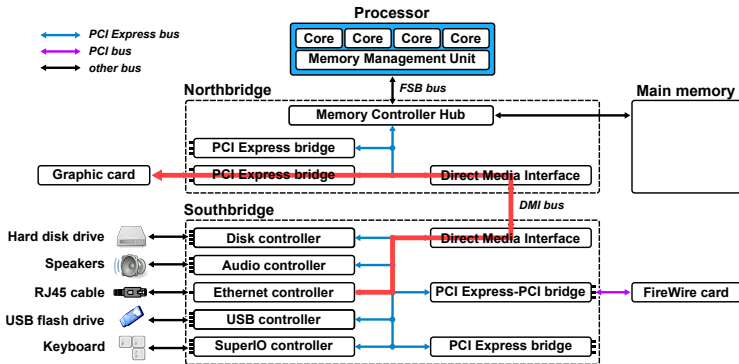 Processor
PCI Express bus
PCI bus
other bus
Core Core Core Core
Memory Management Unit
FSB bus
Northbridge
Main memory
Memory Controller Hub
PCI Express bridge
Graphic card
PCI Express bridge
Direct Media Interface
DMI bus
Southbridge
Hard disk drive
Disk controller
Direct Media Interface
Speakers
Audio controller
RJ45 cable
Ethernet controller
PCI Express-PCI bridge
FireWire card
USB flash drive
USB controller
Keyboard
SuperIO controller
PCI Express bridge